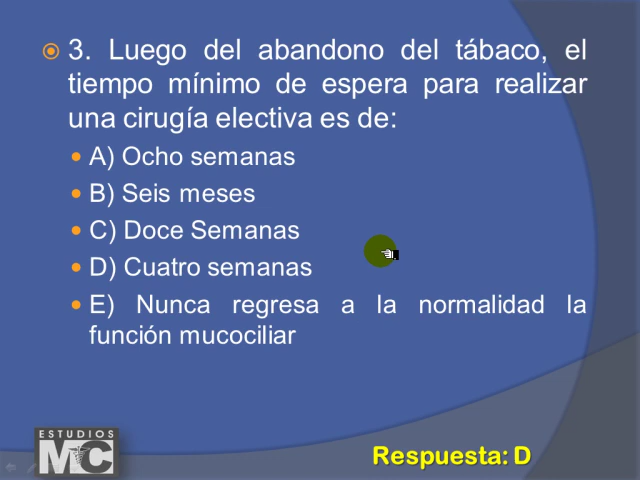 3. Luego del abandono del tábaco, el
tiempo mínimo de espera para realizar
una cirugía electiva es de:
A) Ocho semanas
B) Seis meses
C) Doce Semanas
D) Cuatro semanas
E) Nunca regresa a la normalidad la
función mucociliar
ESTUDIOS
MC
Respuesta: D